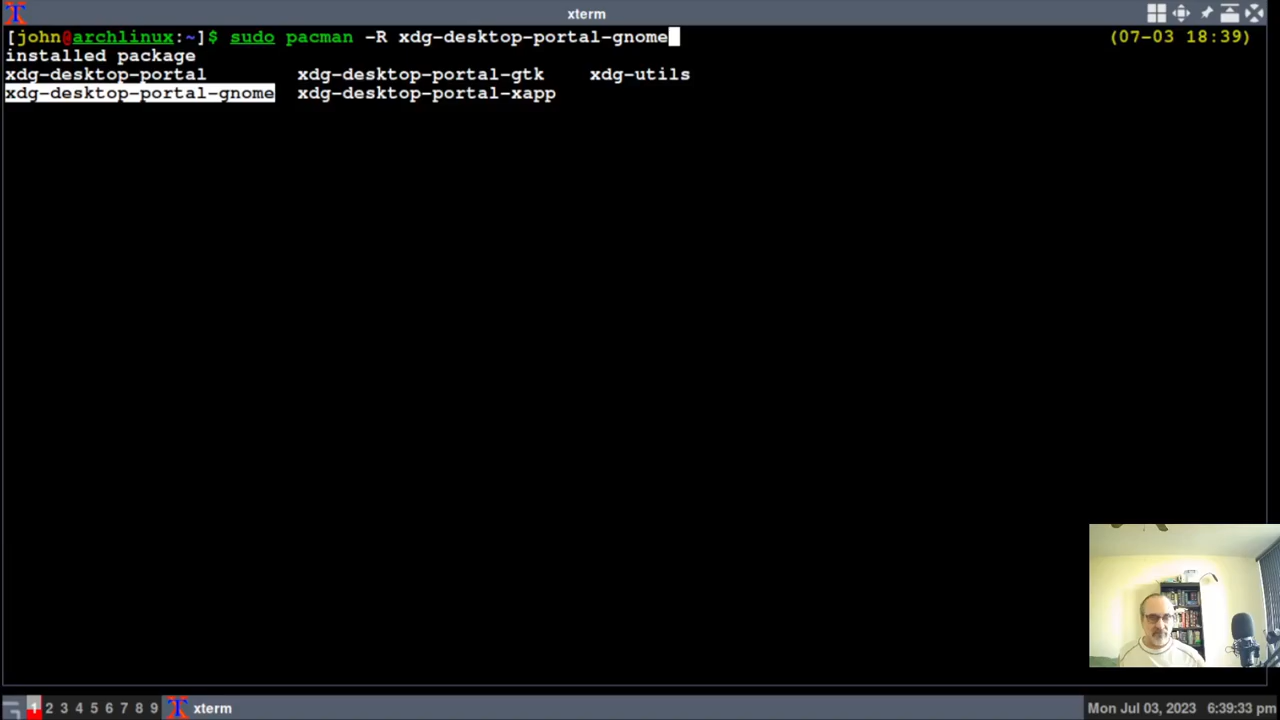 xterm
[john@archlinux:~]$ sudo pacman -R xdg-desktop-portal-gnome (07-03 18:39)
installed package
xdg-desktop-portal xdg-desktop-portal-gtk xdg-utils
xdg-desktop-portal-gnome xdg-desktop-portal-xapp
1 2 3 4 5 6 7 8 9 xterm Mon Jul 03, 2023 6:39:33 pm